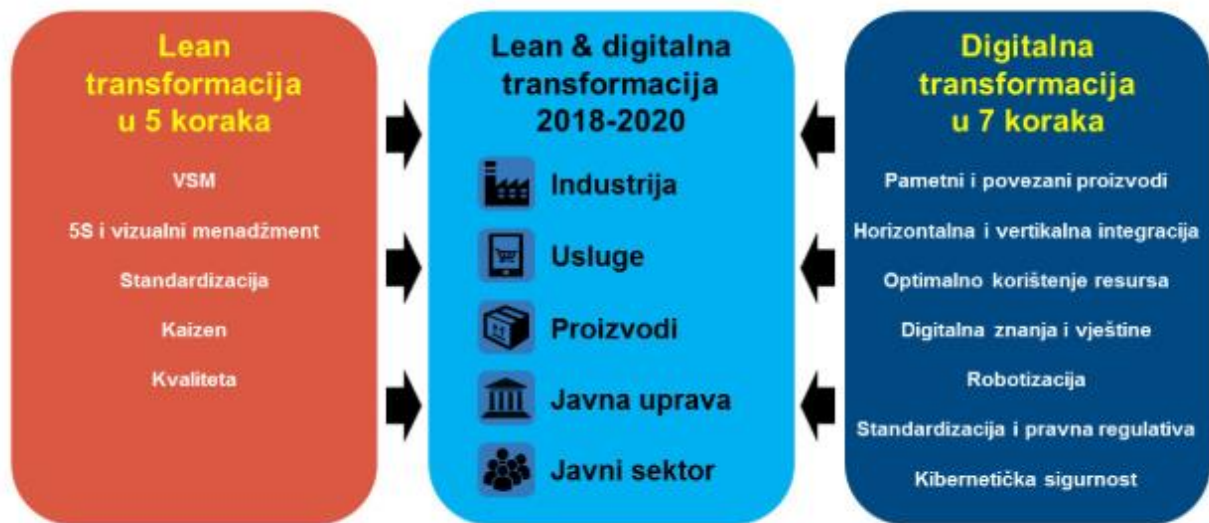 Lean
transformacija
u 5 koraka
VSM
5S i vizualni menadžment
Standardizacija
Kaizen
Kvaliteta
Lean & digitalna
transformacija
2018-2020
Industrija
Usluge
Proizvodi
Javna uprava
Javni sektor
Digitalna
transformacija
u 7 koraka
Pametni i povezani proizvodi
Horizontalna i vertikalna integracija
Optimalno korištenje resursa
Digitalna znanja i vještine
Robotizacija
Standardizacija i pravna regulativa
Kibernetička sigurnost